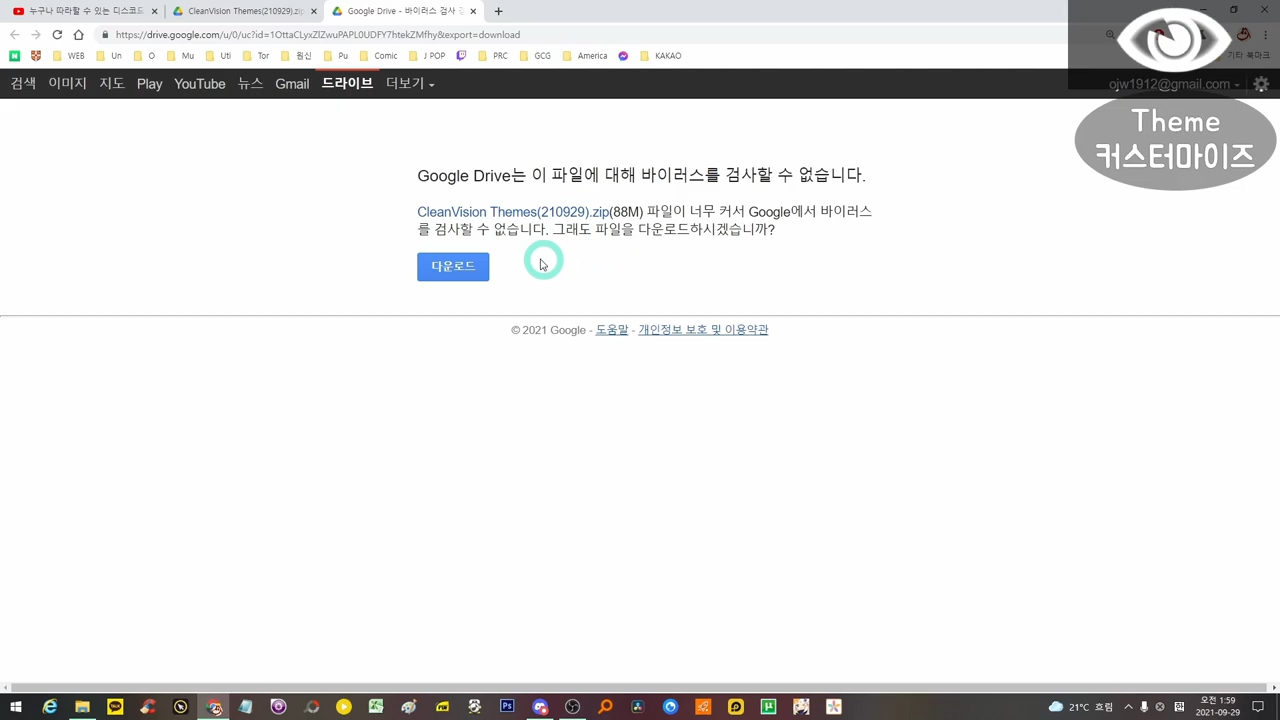 누구나 따라할 수 있는 디스코드
CleanVision Themes(210929).zip
Google Drive - 바이러스 검사 경
https://drive.google.com/u/0/uc?id=1OttaCLyxZlZwuPAPL0UDFY7htekZMfhy&export=download
WEB Un O Mu Uti Tor 원신 Pu Comic J POP GCG PRC America KAKAO 기타 북마크
검색 이미지 지도 Play YouTube 뉴스 Gmail 드라이브 더보기
ojw1912@gmail.com
Theme
커스터마이즈
Google Drive는 이 파일에 대해 바이러스를 검사할 수 없습니다.
CleanVision Themes(210929).zip(88M) 파일이 너무 커서 Google에서 바이러스
를 검사할 수 없습니다. 그래도 파일을 다운로드하시겠습니까?
다운로드
© 2021 Google - 도움말 - 개인정보 보호 및 이용약관
21°C 흐림
오전 1:59
2021-09-29